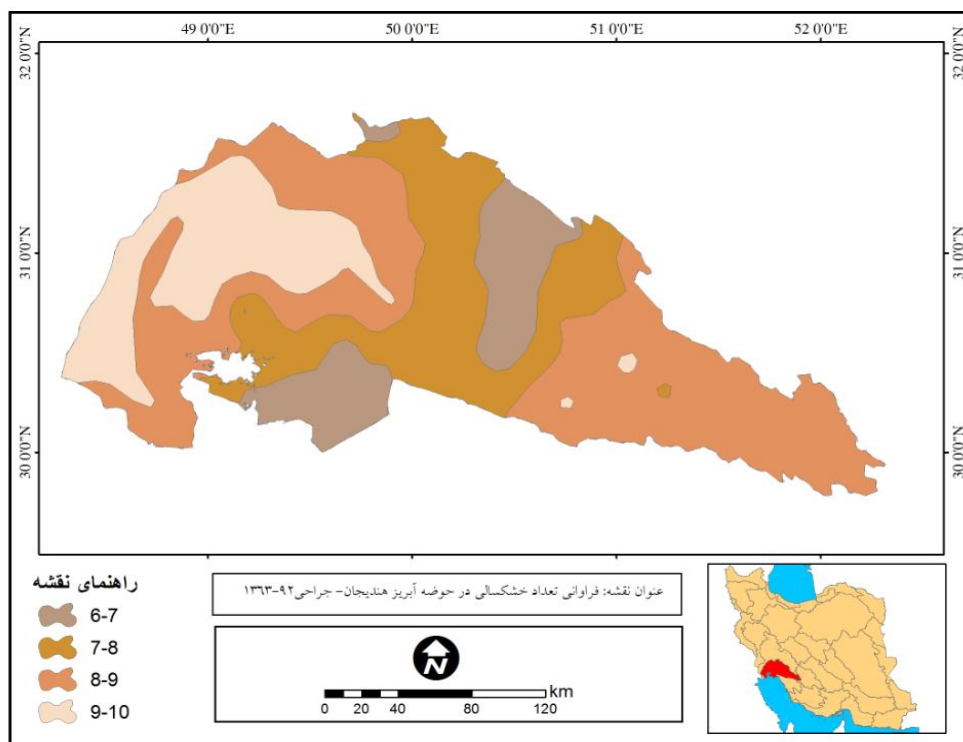 49 0'0"E 50 0'0"E 51 0'0"E 52 0'0"E
32 0'0"N 32 0'0"N
31 0'0"N 31 0'0"N
30 0'0"N 30 0'0"N
راهنمای نقشه
6-7
7-8
8-9
9-10
عنوان نقشه: فراوانی تعداد خشکسالی در حوضه آبریز هندیجان- جراحی ۹۲-۱۳۶۳
N
km
0 20 40 80 120